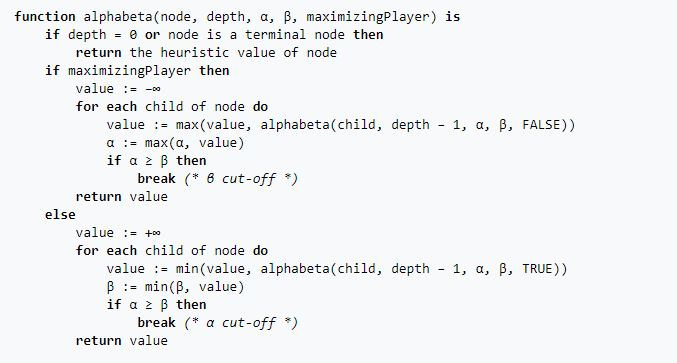 function alphabeta(node, depth, α, β, maximizingPlayer) is
    if depth = 0 or node is a terminal node then
        return the heuristic value of node
    if maximizingPlayer then
        value := −∞
        for each child of node do
            value := max(value, alphabeta(child, depth − 1, α, β, FALSE))
            α := max(α, value)
            if α ≥ β then
                break (* β cut-off *)
        return value
    else
        value := +∞
        for each child of node do
            value := min(value, alphabeta(child, depth − 1, α, β, TRUE))
            β := min(β, value)
            if α ≥ β then
                break (* α cut-off *)
        return value